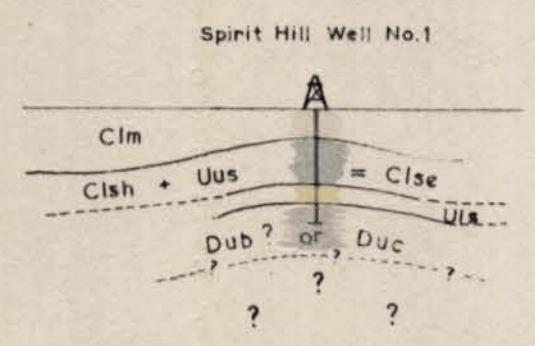 Spirit Hill Well No.1
Clm
Clsh + Uus = Clse
Uls
Dub ? or Duc
? ? ?
?
? ?